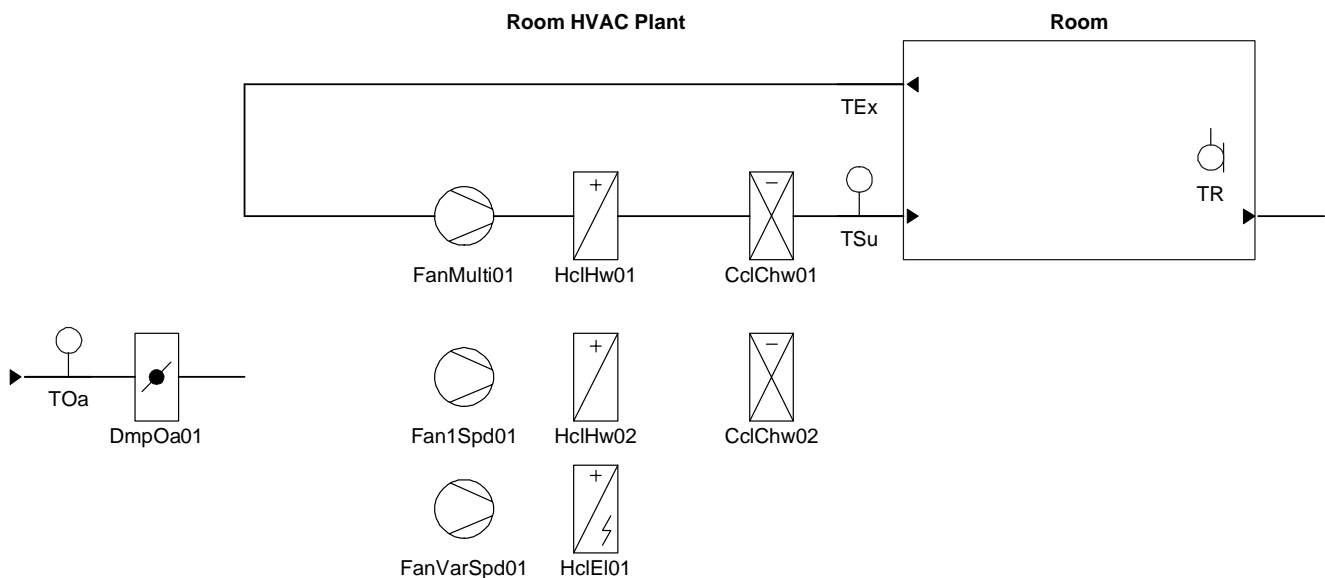 Room HVAC Plant
Room
TEx
TR
TSu
FanMulti01
HclHw01
CclChw01
TOa
DmpOa01
Fan1Spd01
HclHw02
CclChw02
FanVarSpd01
HclEl01